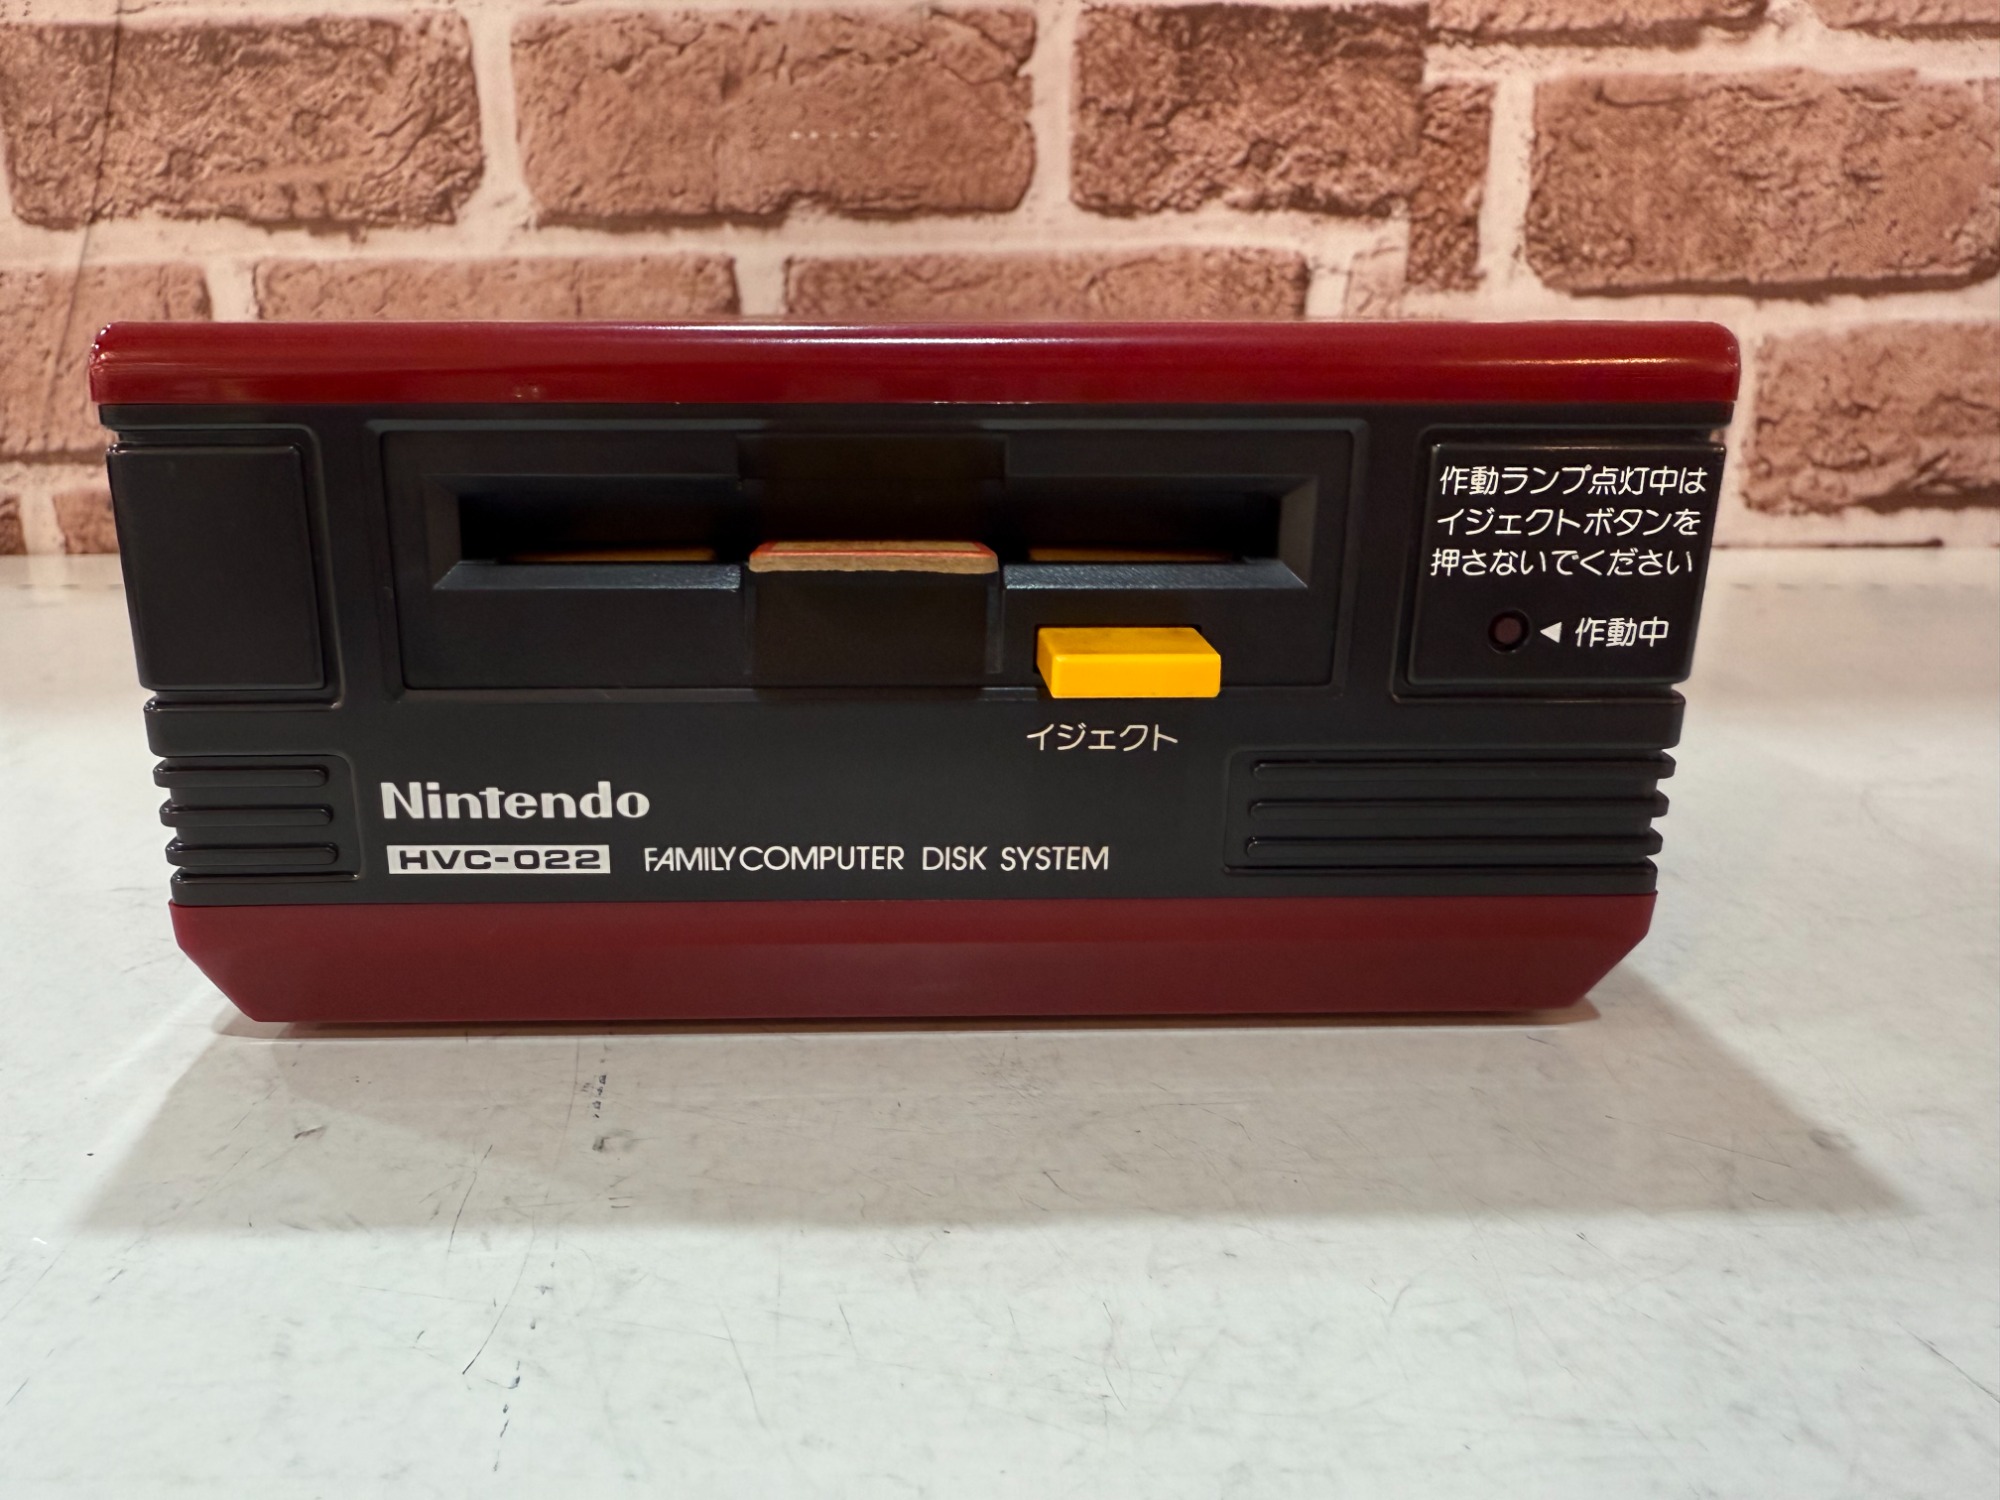 作動ランプ点灯中は
イジェクトボタンを
押さないでください
◀ 作動中
イジェクト
Nintendo
HVC-022 FAMILY COMPUTER DISK SYSTEM